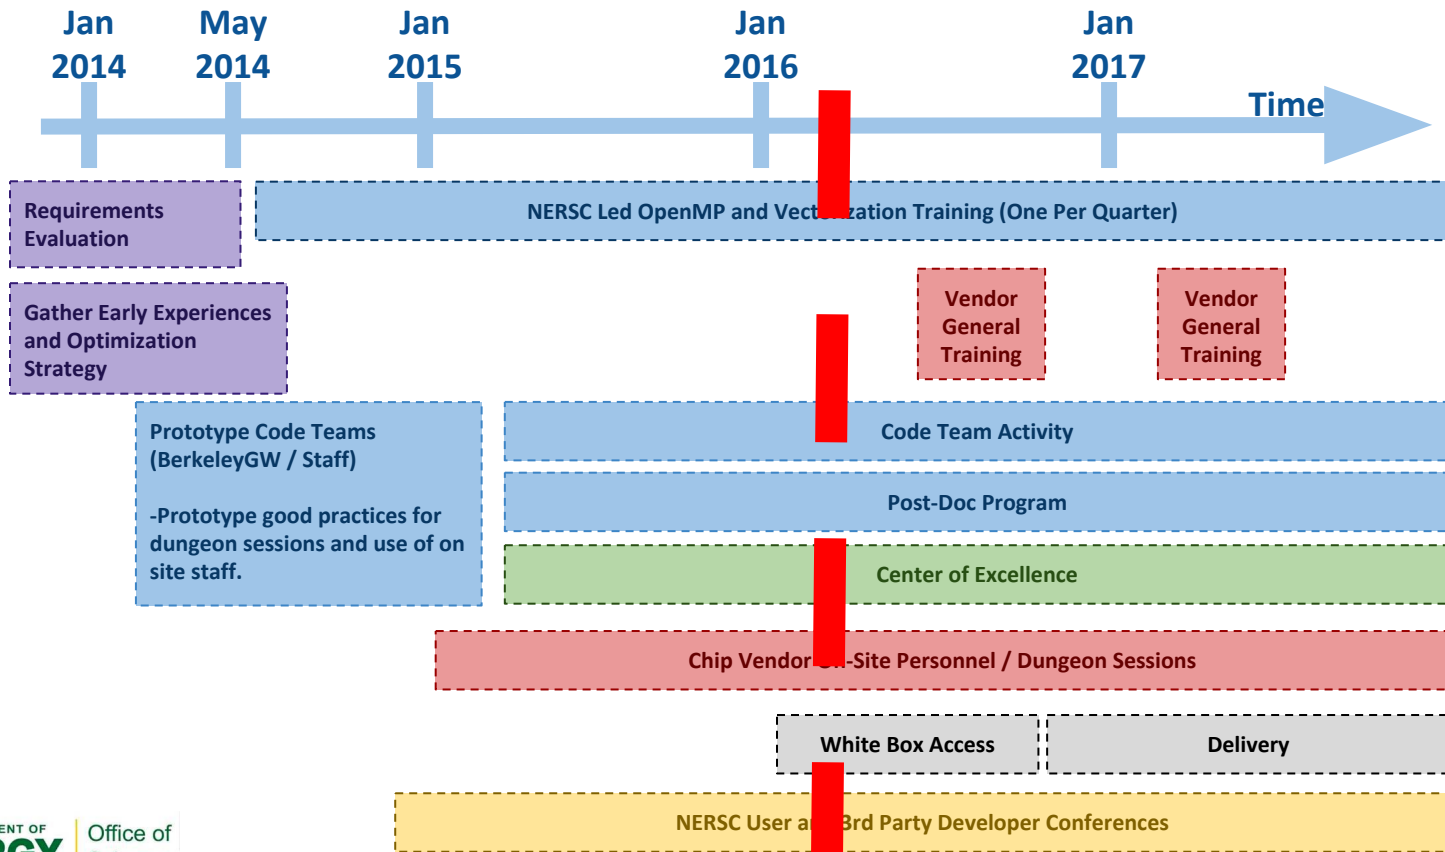 Jan
2014
May
2014
Jan
2015
Jan
2016
Jan
2017
Time
Requirements
Evaluation
NERSC Led OpenMP and Vectorization Training (One Per Quarter)
Gather Early Experiences
and Optimization
Strategy
Vendor
General
Training
Vendor
General
Training
Prototype Code Teams
(BerkeleyGW / Staff)
-Prototype good practices for
dungeon sessions and use of on
site staff.
Code Team Activity
Post-Doc Program
Center of Excellence
Chip Vendor On-Site Personnel / Dungeon Sessions
White Box Access
Delivery
NERSC User and 3rd Party Developer Conferences
Office of